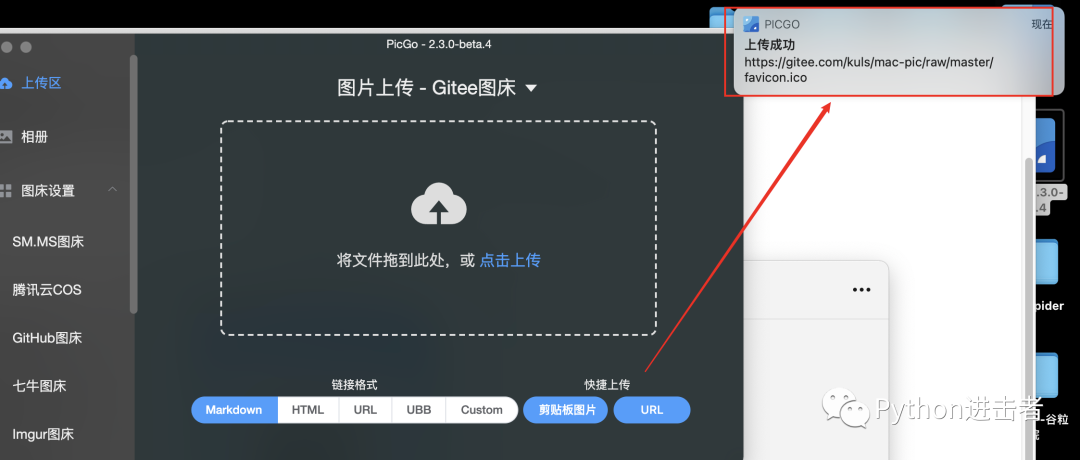 PicGo - 2.3.0-beta.4
PICGO
现在
上传成功
https://gitee.com/kuls/mac-pic/raw/master/
favicon.ico
上传区
相册
图床设置
SM.MS图床
腾讯云COS
GitHub图床
七牛图床
Imgur图床
图片上传 - Gitee图床
将文件拖到此处，或 点击上传
链接格式
快捷上传
Markdown
HTML
URL
UBB
Custom
剪贴板图片
URL
.3.0-
.4
pider
-谷粒
Python进击者